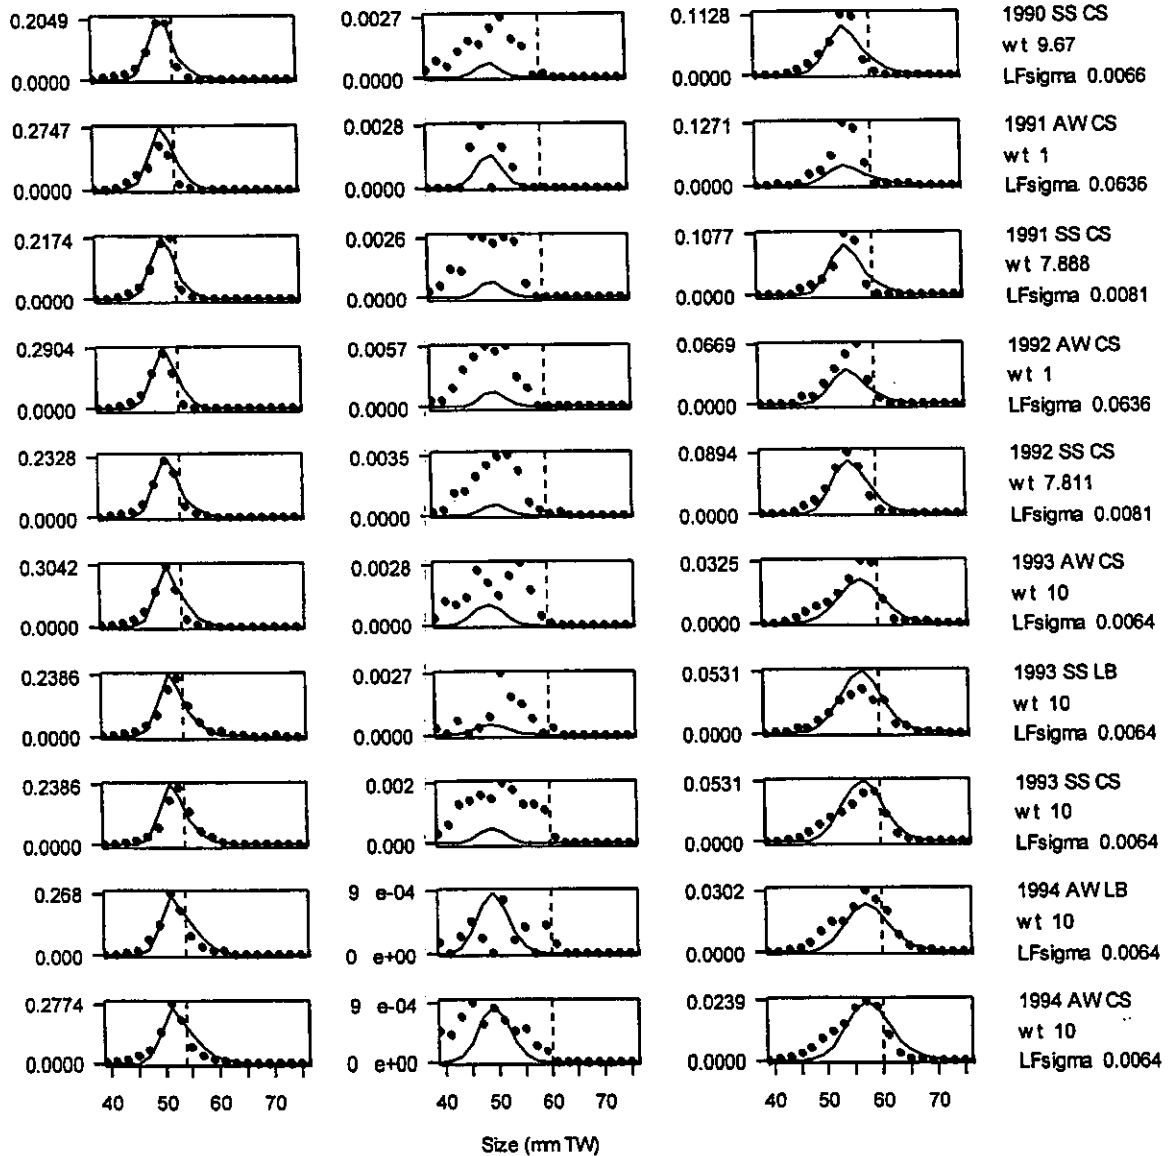 0.2049 0.0027 0.1128 1990 SS CS
wt 9.67
0.0000 0.0000 0.0000 LFsigma 0.0066
0.2747 0.0028 0.1271 1991 AW CS
wt 1
0.0000 0.0000 0.0000 LFsigma 0.0636
0.2174 0.0026 0.1077 1991 SS CS
wt 7.888
0.0000 0.0000 0.0000 LFsigma 0.0081
0.2904 0.0057 0.0669 1992 AW CS
wt 1
0.0000 0.0000 0.0000 LFsigma 0.0636
0.2328 0.0035 0.0894 1992 SS CS
wt 7.811
0.0000 0.0000 0.0000 LFsigma 0.0081
0.3042 0.0028 0.0325 1993 AW CS
wt 10
0.0000 0.0000 0.0000 LFsigma 0.0064
0.2386 0.0027 0.0531 1993 SS LB
wt 10
0.0000 0.0000 0.0000 LFsigma 0.0064
0.2386 0.002 0.0531 1993 SS CS
wt 10
0.0000 0.000 0.0000 LFsigma 0.0064
0.268 9 e-04 0.0302 1994 AW LB
wt 10
0.000 0 e+00 0.0000 LFsigma 0.0064
0.2774 9 e-04 0.0239 1994 AW CS
wt 10
0.0000 0 e+00 0.0000 LFsigma 0.0064
40 50 60 70 40 50 60 70 40 50 60 70
Size (mm TW)